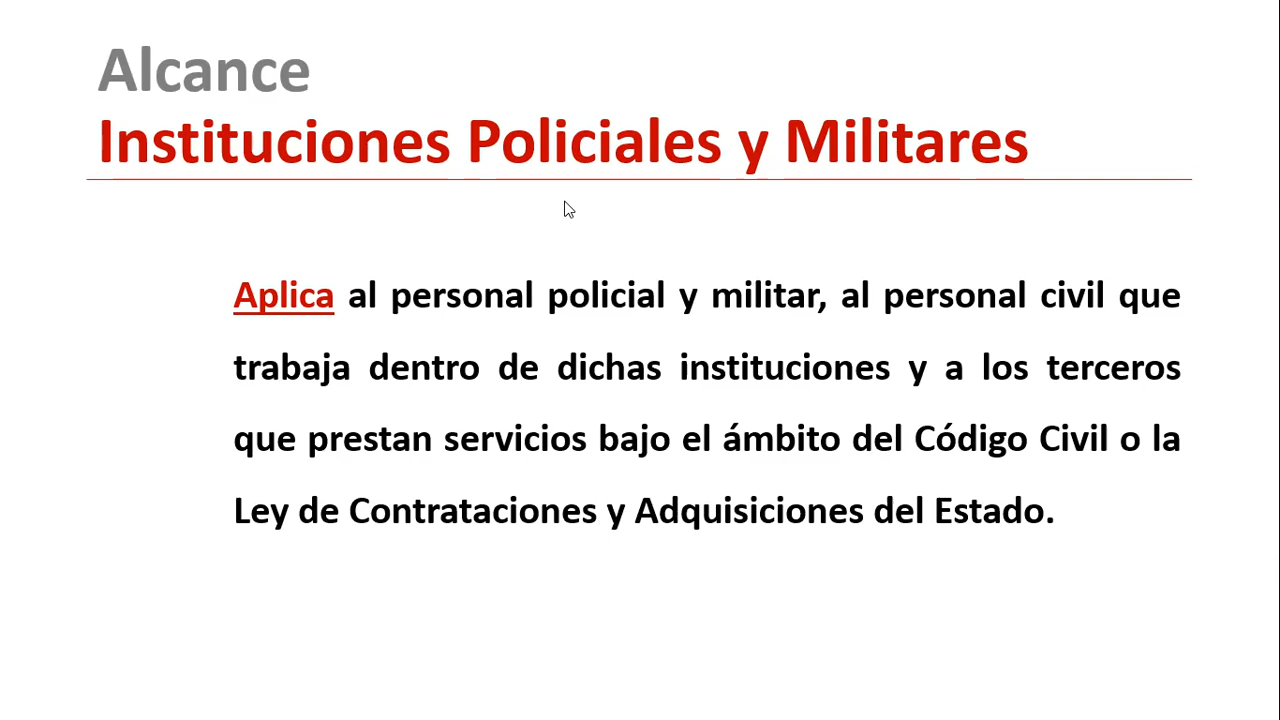 Alcance
Instituciones Policiales y Militares
Aplica al personal policial y militar, al personal civil que
trabaja dentro de dichas instituciones y a los terceros
que prestan servicios bajo el ámbito del Código Civil o la
Ley de Contrataciones y Adquisiciones del Estado.